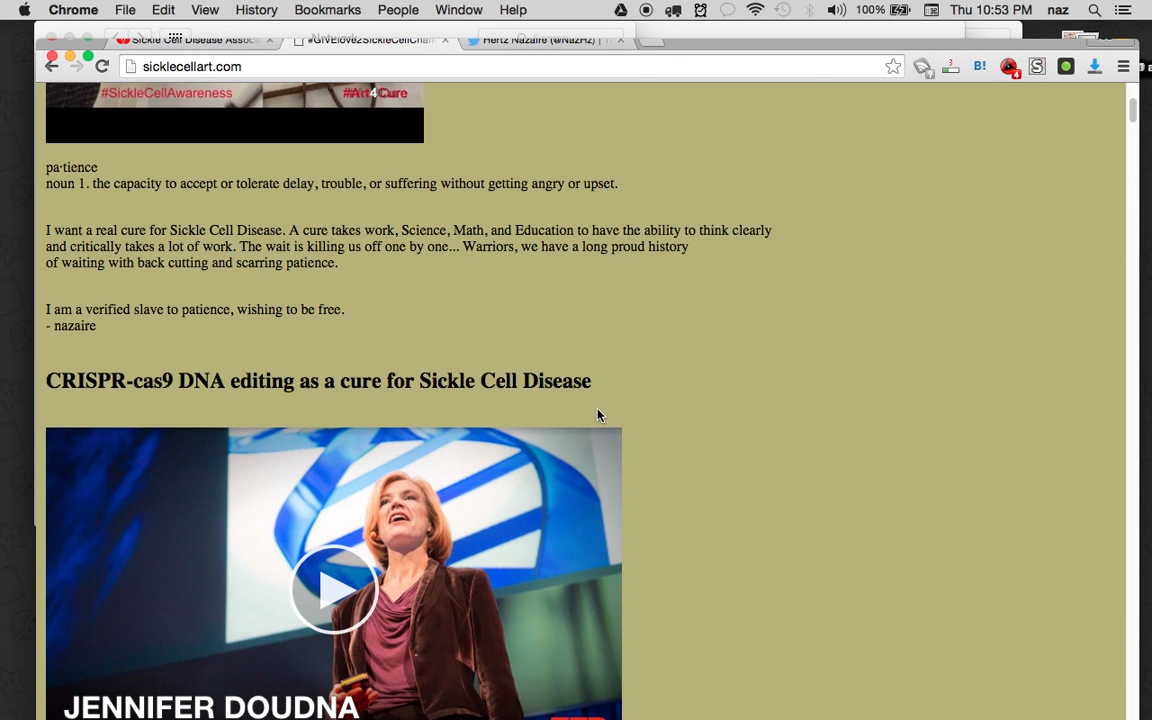 Chrome File Edit View History Bookmarks People Window Help 100% Thu 10:53 PM naz
Sickle Cell Disease Associ × #GIVElove2SickleCellCham × Hertz Nazaire (@NazHz) | ×
sicklecellart.com
#SickleCellAwareness #Art4Cure
pa·tience
noun 1. the capacity to accept or tolerate delay, trouble, or suffering without getting angry or upset.
I want a real cure for Sickle Cell Disease. A cure takes work, Science, Math, and Education to have the ability to think clearly
and critically takes a lot of work. The wait is killing us off one by one... Warriors, we have a long proud history
of waiting with back cutting and scarring patience.
I am a verified slave to patience, wishing to be free.
- nazaire
CRISPR-cas9 DNA editing as a cure for Sickle Cell Disease
JENNIFER DOUDNA